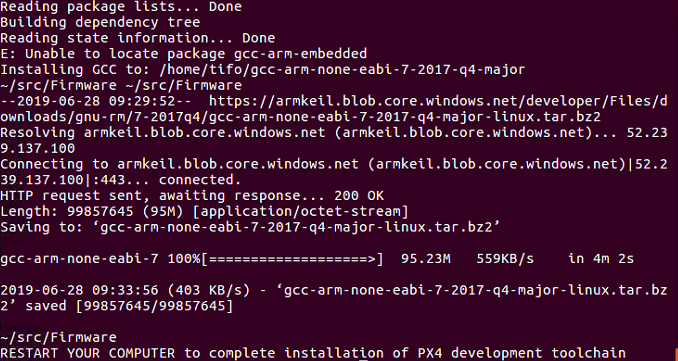 Reading package lists... Done
Building dependency tree
Reading state information... Done
E: Unable to locate package gcc-arm-embedded
Installing GCC to: /home/tifo/gcc-arm-none-eabi-7-2017-q4-major
~/src/Firmware ~/src/Firmware
--2019-06-28 09:29:52--  https://armkeil.blob.core.windows.net/developer/Files/d
ownloads/gnu-rm/7-2017q4/gcc-arm-none-eabi-7-2017-q4-major-linux.tar.bz2
Resolving armkeil.blob.core.windows.net (armkeil.blob.core.windows.net)... 52.23
9.137.100
Connecting to armkeil.blob.core.windows.net (armkeil.blob.core.windows.net)|52.2
39.137.100|:443... connected.
HTTP request sent, awaiting response... 200 OK
Length: 99857645 (95M) [application/octet-stream]
Saving to: ‘gcc-arm-none-eabi-7-2017-q4-major-linux.tar.bz2’
gcc-arm-none-eabi-7 100%[===================>]  95.23M   559KB/s    in 4m 2s
2019-06-28 09:33:56 (403 KB/s) - ‘gcc-arm-none-eabi-7-2017-q4-major-linux.tar.bz
2’ saved [99857645/99857645]
~/src/Firmware
RESTART YOUR COMPUTER to complete installation of PX4 development toolchain